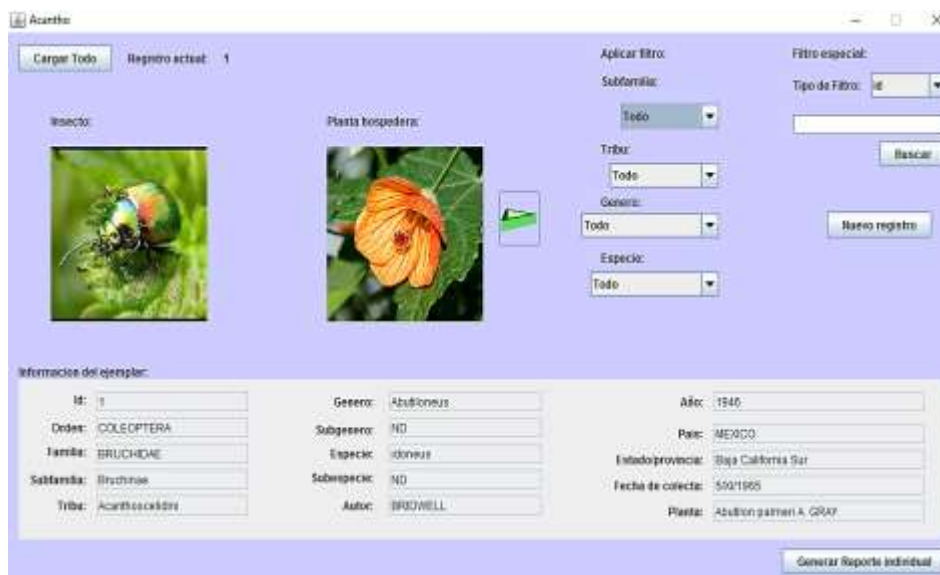 Acantho
Cargar Todo
Registro actual: 1
Aplicar filtro:
Filtro especial:
Subfamilia:
Tipo de Filtro: id
Todo
Insecto:
Planta hospedera:
Tribu:
Buscar
Todo
Genero:
Todo
Nuevo registro
Especie:
Todo
Informacion del ejemplar:
Id: 1
Orden: COLEOPTERA
Familia: BRUCHIDAE
Subfamilia: Bruchinae
Tribu: Acanthoscelidini
Genero: Abutiloneus
Subgenero: ND
Especie: idoneus
Subespecie: ND
Autor: BRIDWELL
Año: 1946
Pais: MEXICO
Estado/provincia: Baja California Sur
Fecha de colecta:
Planta: Abutilon palmeri A. GRAY
Generar Reporte individual